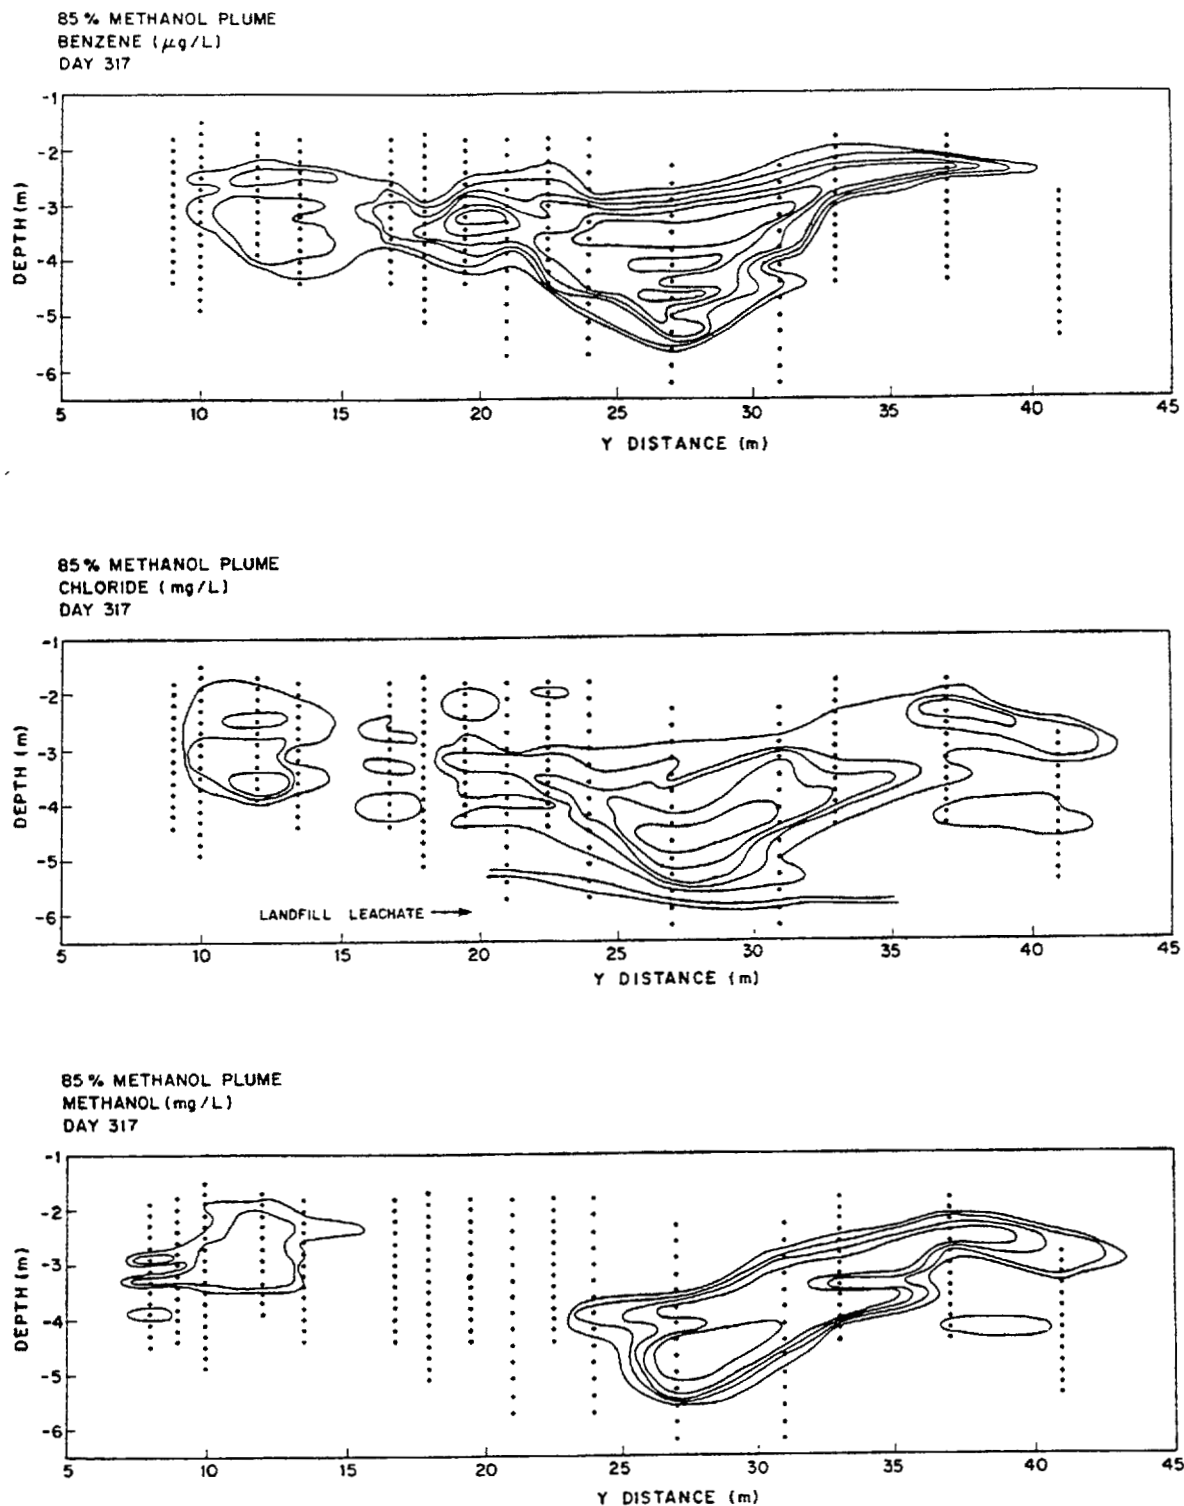 85% METHANOL PLUME
BENZENE (µg/L)
DAY 317
-1
-2
-3
-4
-5
-6
DEPTH (m)
5 10 15 20 25 30 35 40 45
Y DISTANCE (m)
85% METHANOL PLUME
CHLORIDE (mg/L)
DAY 317
-1
-2
-3
-4
-5
-6
DEPTH (m)
LANDFILL LEACHATE
5 10 15 20 25 30 35 40 45
Y DISTANCE (m)
85% METHANOL PLUME
METHANOL (mg/L)
DAY 317
-1
-2
-3
-4
-5
-6
DEPTH (m)
5 10 15 20 25 30 35 40 45
Y DISTANCE (m)